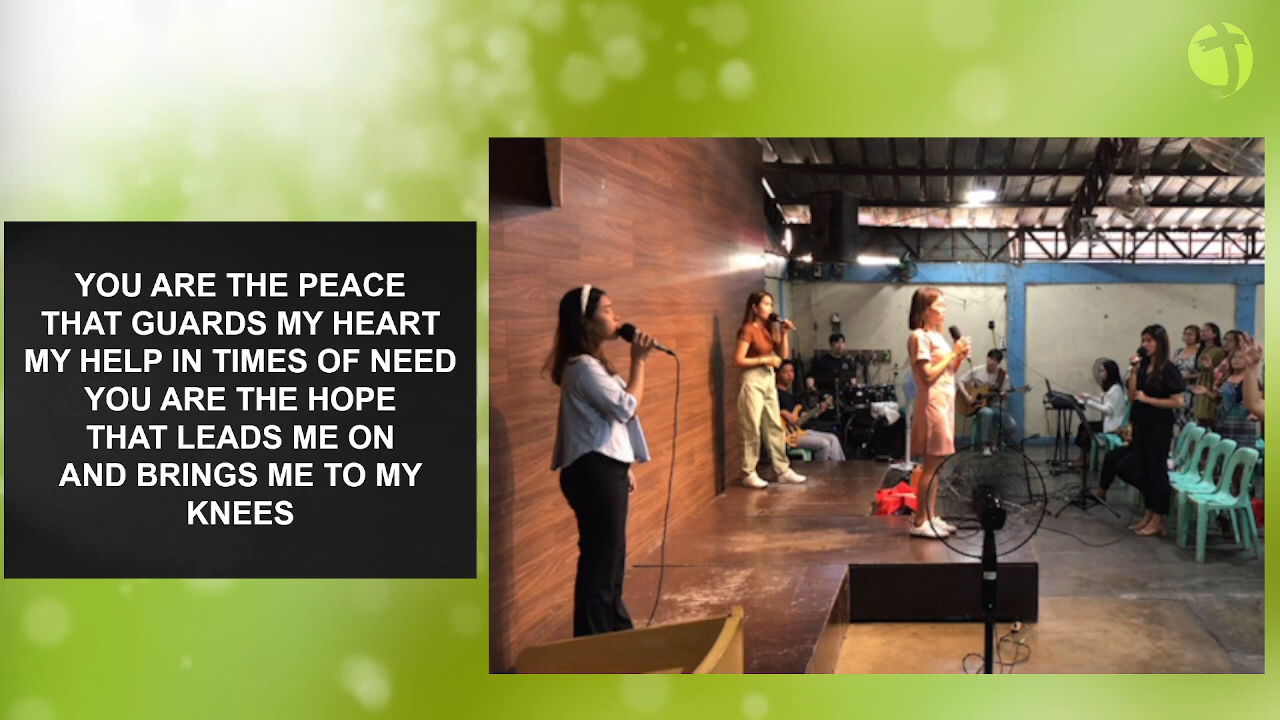 YOU ARE THE PEACE
THAT GUARDS MY HEART
MY HELP IN TIMES OF NEED
YOU ARE THE HOPE
THAT LEADS ME ON
AND BRINGS ME TO MY
KNEES